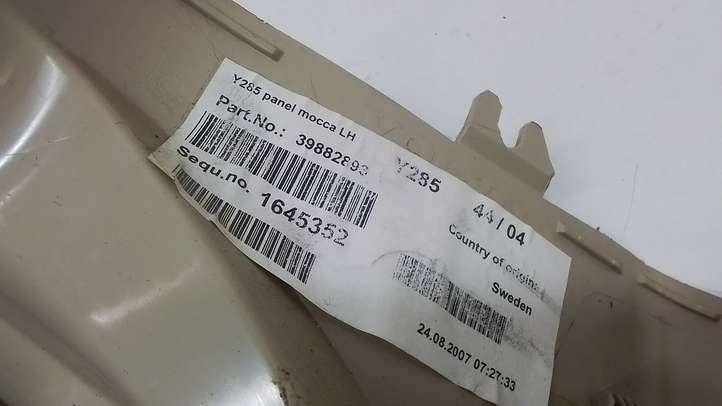 Y285 panel mocca LH
Part.No.: 39882893 Y285 44/04
Sequ.no. 1645352
Country of origin:
Sweden
24.08.2007 07:27:33